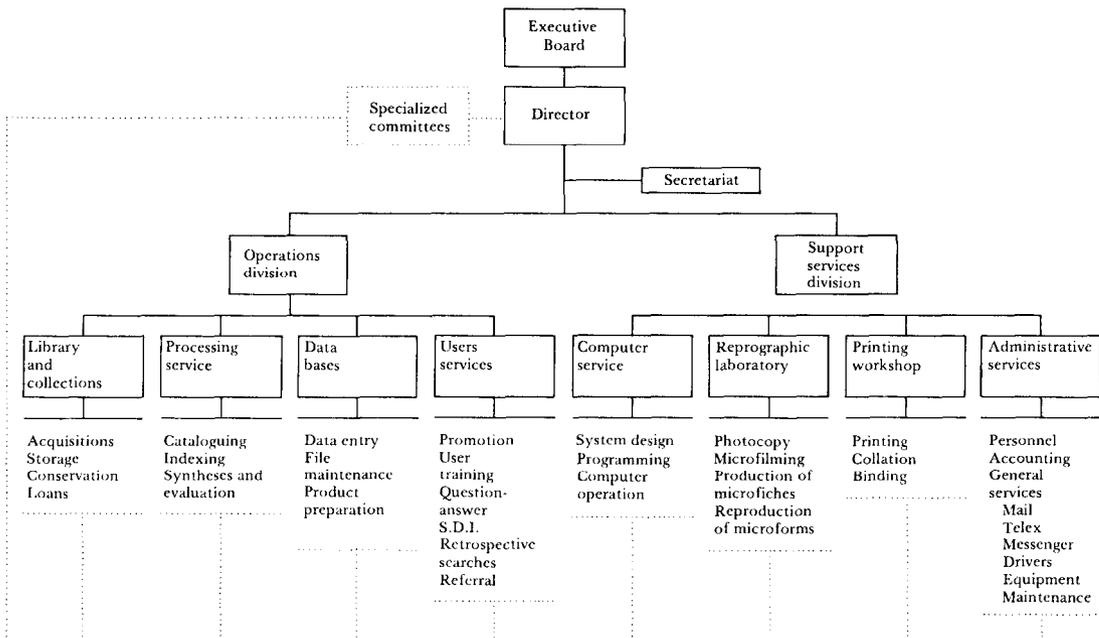 Executive
Board
Specialized
committees
Director
Secretariat
Operations
division
Support
services
division
Library
and
collections
Processing
service
Data
bases
Users
services
Computer
service
Reprographic
laboratory
Printing
workshop
Administrative
services
Acquisitions
Storage
Conservation
Loans
Cataloguing
Indexing
Syntheses and
evaluation
Data entry
File
maintenance
Product
preparation
Promotion
User
training
Question-
answer
S.D.I.
Retrospective
searches
Referral
System design
Programming
Computer
operation
Photocopy
Microfilming
Production of
microfiches
Reproduction
of microforms
Printing
Collation
Binding
Personnel
Accounting
General
services
Mail
Telex
Messenger
Drivers
Equipment
Maintenance